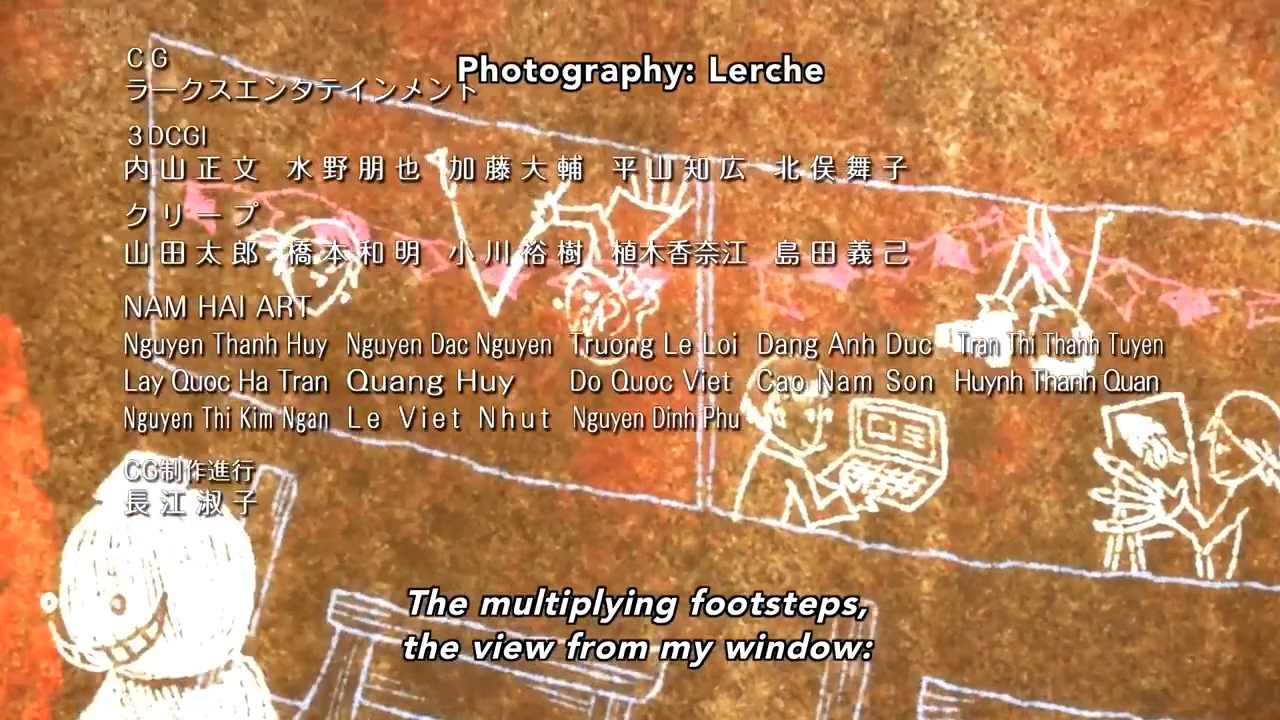 CG
Photography: Lerche
ラークスエンタテインメント
3DCGI
内山正文 水野朋也 加藤大輔 平山知広 北俣舞子
クリープ
山田太郎 橋本和明 小川裕樹 植木香奈江 島田義己
NAM HAI ART
Nguyen Thanh Huy Nguyen Dac Nguyen Truong Le Loi Dang Anh Duc Tran Thi Thanh Tuyen
Lay Quoc Ha Tran Quang Huy Do Quoc Viet Cao Nam Son Huynh Thanh Quan
Nguyen Thi Kim Ngan Le Viet Nhut Nguyen Dinh Phu
CG制作進行
長江淑子
The multiplying footsteps,
the view from my window: